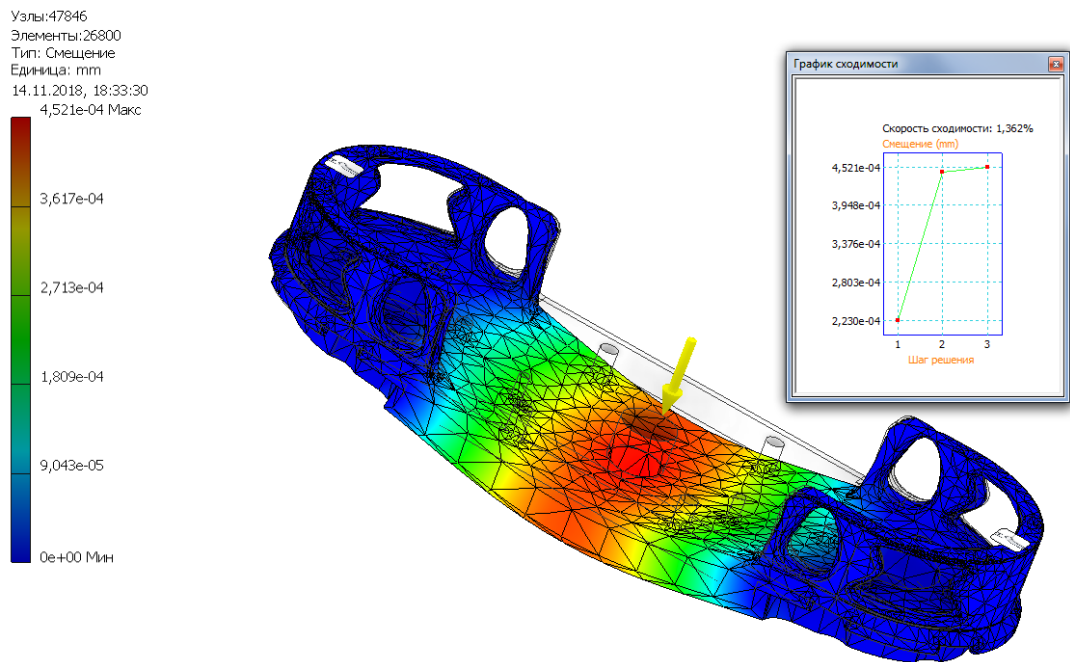 Узлы:47846
Элементы:26800
Тип: Смещение
Единица: mm
14.11.2018, 18:33:30
4,521e-04 Макс
3,617e-04
2,713e-04
1,809e-04
9,043e-05
0e+00 Мин
График сходимости
Скорость сходимости: 1,362%
Смещение (mm)
4,521e-04
3,948e-04
3,376e-04
2,803e-04
2,230e-04
1 2 3
Шаг решения